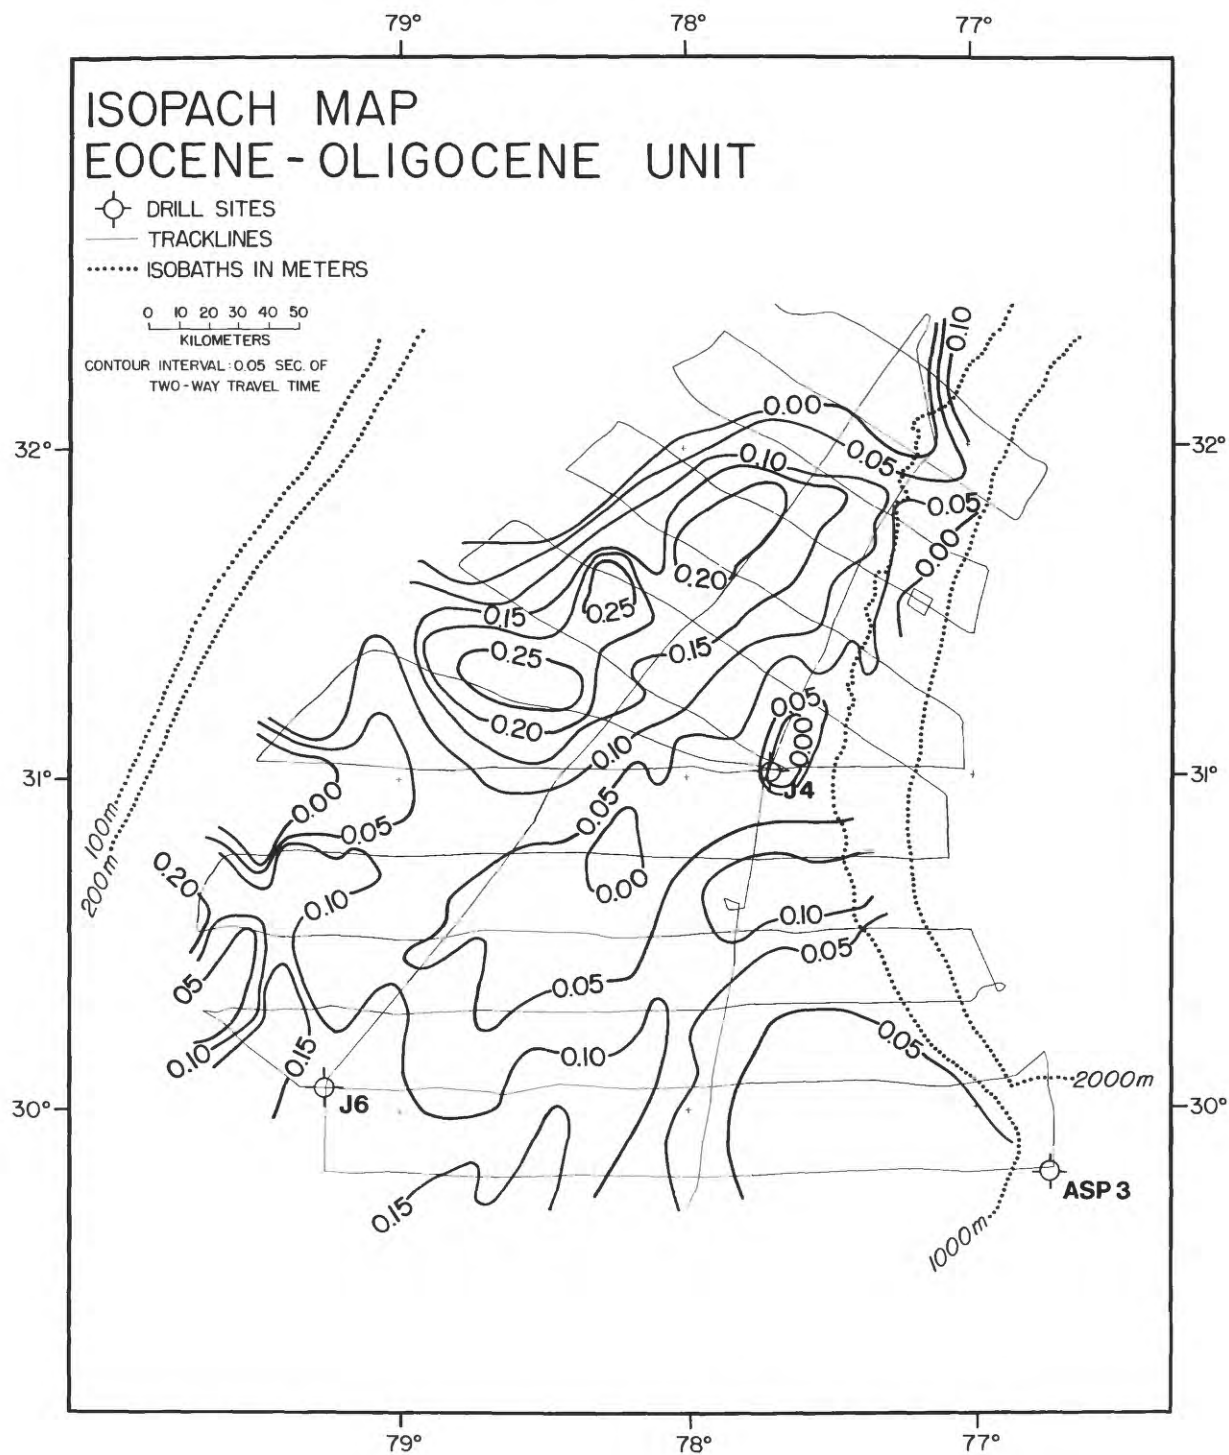 79° 78° 77°
ISOPACH MAP
EOCENE-OLIGOCENE UNIT
DRILL SITES
TRACKLINES
ISOBATHS IN METERS
0 10 20 30 40 50
KILOMETERS
CONTOUR INTERVAL: 0.05 SEC. OF
TWO-WAY TRAVEL TIME
0.10
0.00
32° 32°
0.05
0.10
0.05
0.00
0.20
0.25
0.15
0.15
0.25
0.20
0.05
0.00
0.10
31° 31°
J4
0.00
0.05
0.05
100m
200m
0.20
0.00
0.10
0.10
0.05
05
0.05
0.05
0.10
0.15
0.10
2000m
J6
30° 30°
ASP 3
0.15
1000m
79° 78° 77°